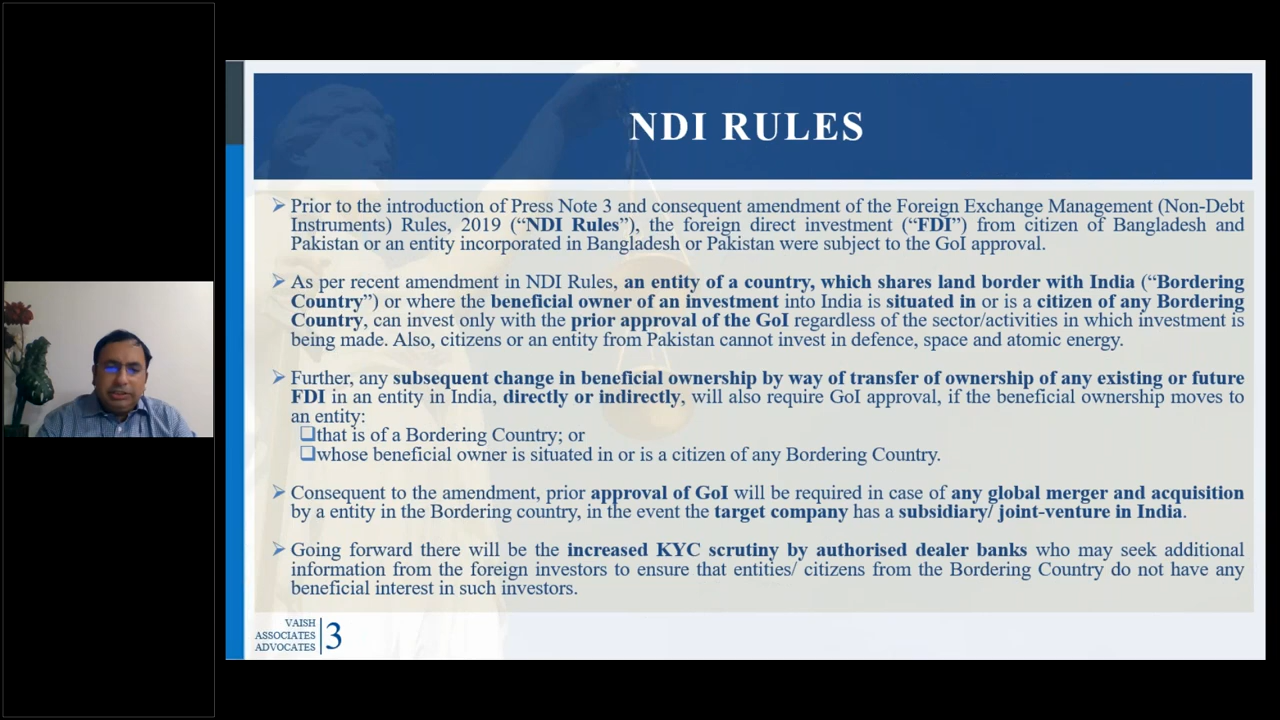 NDI RULES
➢ Prior to the introduction of Press Note 3 and consequent amendment of the Foreign Exchange Management (Non-Debt
Instruments) Rules, 2019 (“NDI Rules”), the foreign direct investment (“FDI”) from citizen of Bangladesh and
Pakistan or an entity incorporated in Bangladesh or Pakistan were subject to the GoI approval.
➢ As per recent amendment in NDI Rules, an entity of a country, which shares land border with India (“Bordering
Country”) or where the beneficial owner of an investment into India is situated in or is a citizen of any Bordering
Country, can invest only with the prior approval of the GoI regardless of the sector/activities in which investment is
being made. Also, citizens or an entity from Pakistan cannot invest in defence, space and atomic energy.
➢ Further, any subsequent change in beneficial ownership by way of transfer of ownership of any existing or future
FDI in an entity in India, directly or indirectly, will also require GoI approval, if the beneficial ownership moves to
an entity:
❑that is of a Bordering Country; or
❑whose beneficial owner is situated in or is a citizen of any Bordering Country.
➢ Consequent to the amendment, prior approval of GoI will be required in case of any global merger and acquisition
by a entity in the Bordering country, in the event the target company has a subsidiary/ joint-venture in India.
➢ Going forward there will be the increased KYC scrutiny by authorised dealer banks who may seek additional
information from the foreign investors to ensure that entities/ citizens from the Bordering Country do not have any
beneficial interest in such investors.
VAISH
ASSOCIATES
ADVOCATES
3